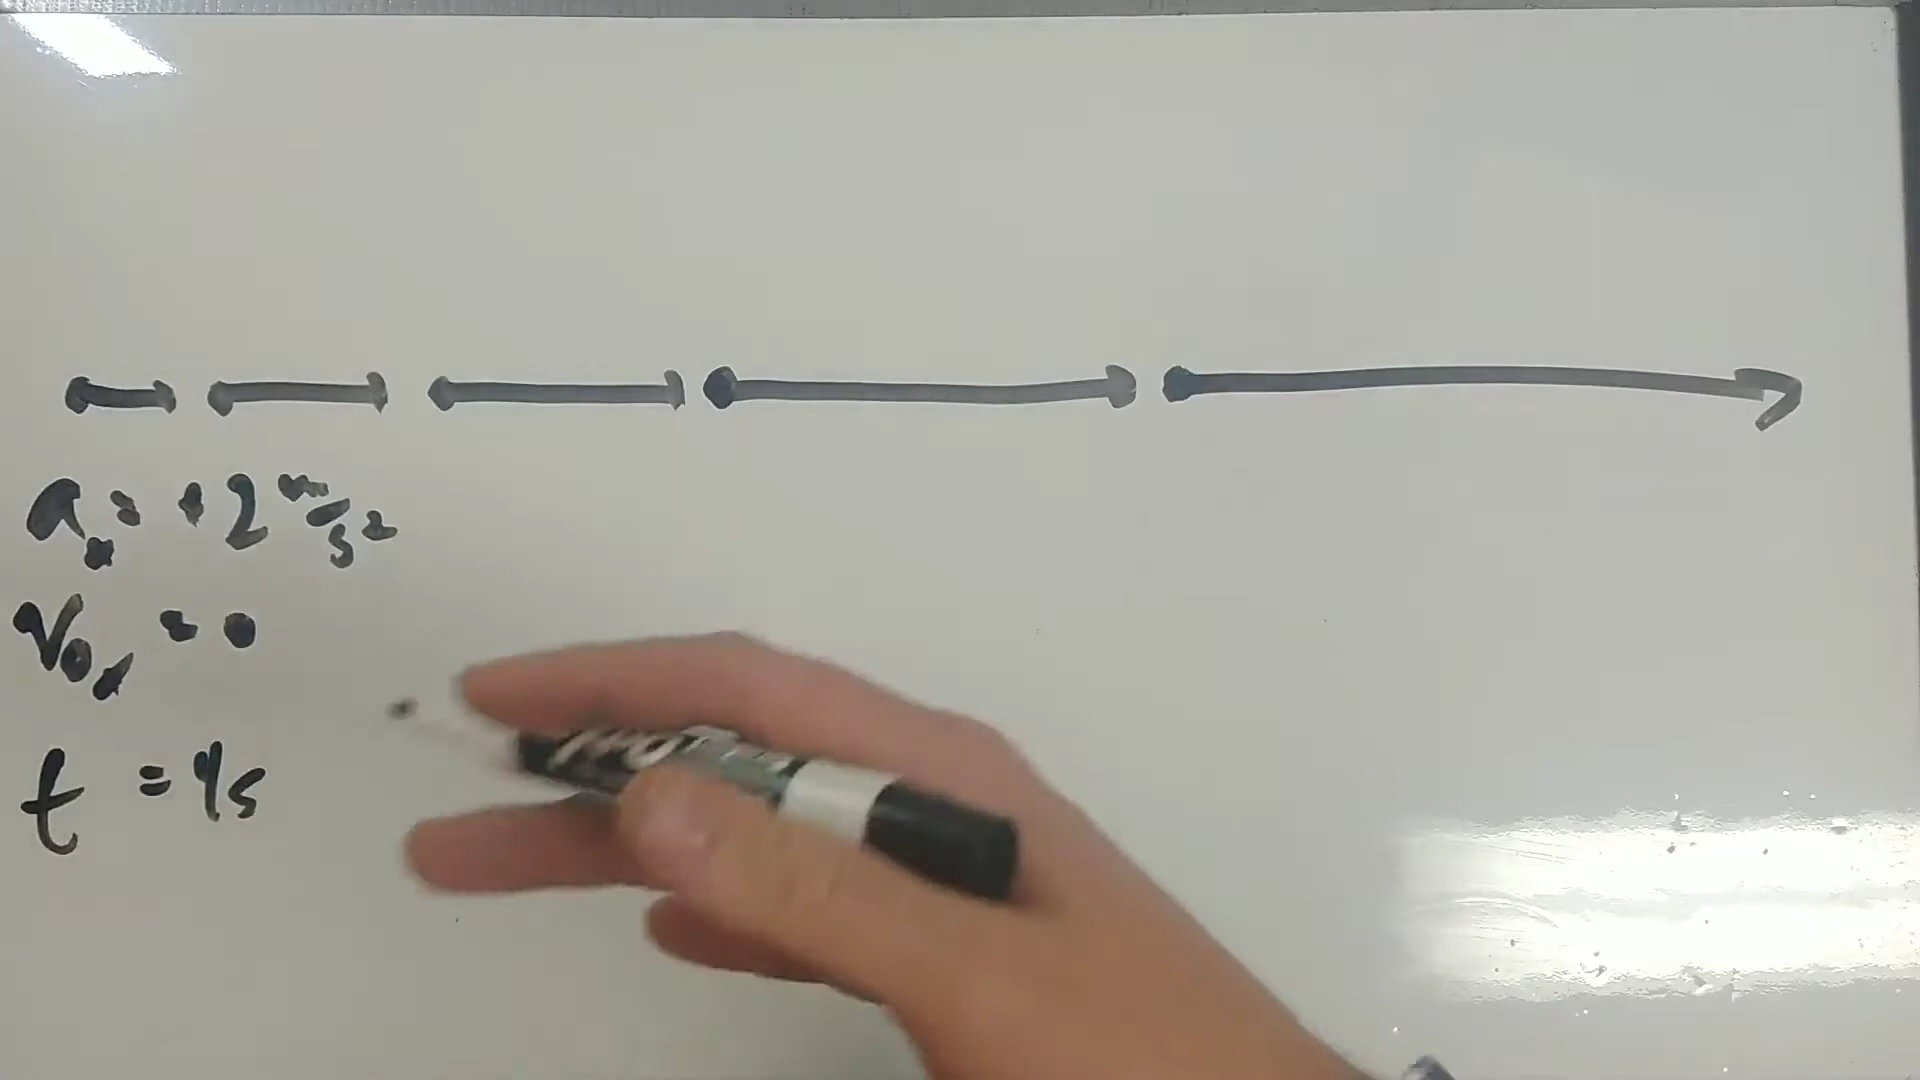 aₓ = +2 m/s²
V₀ₓ = 0
t = 4s